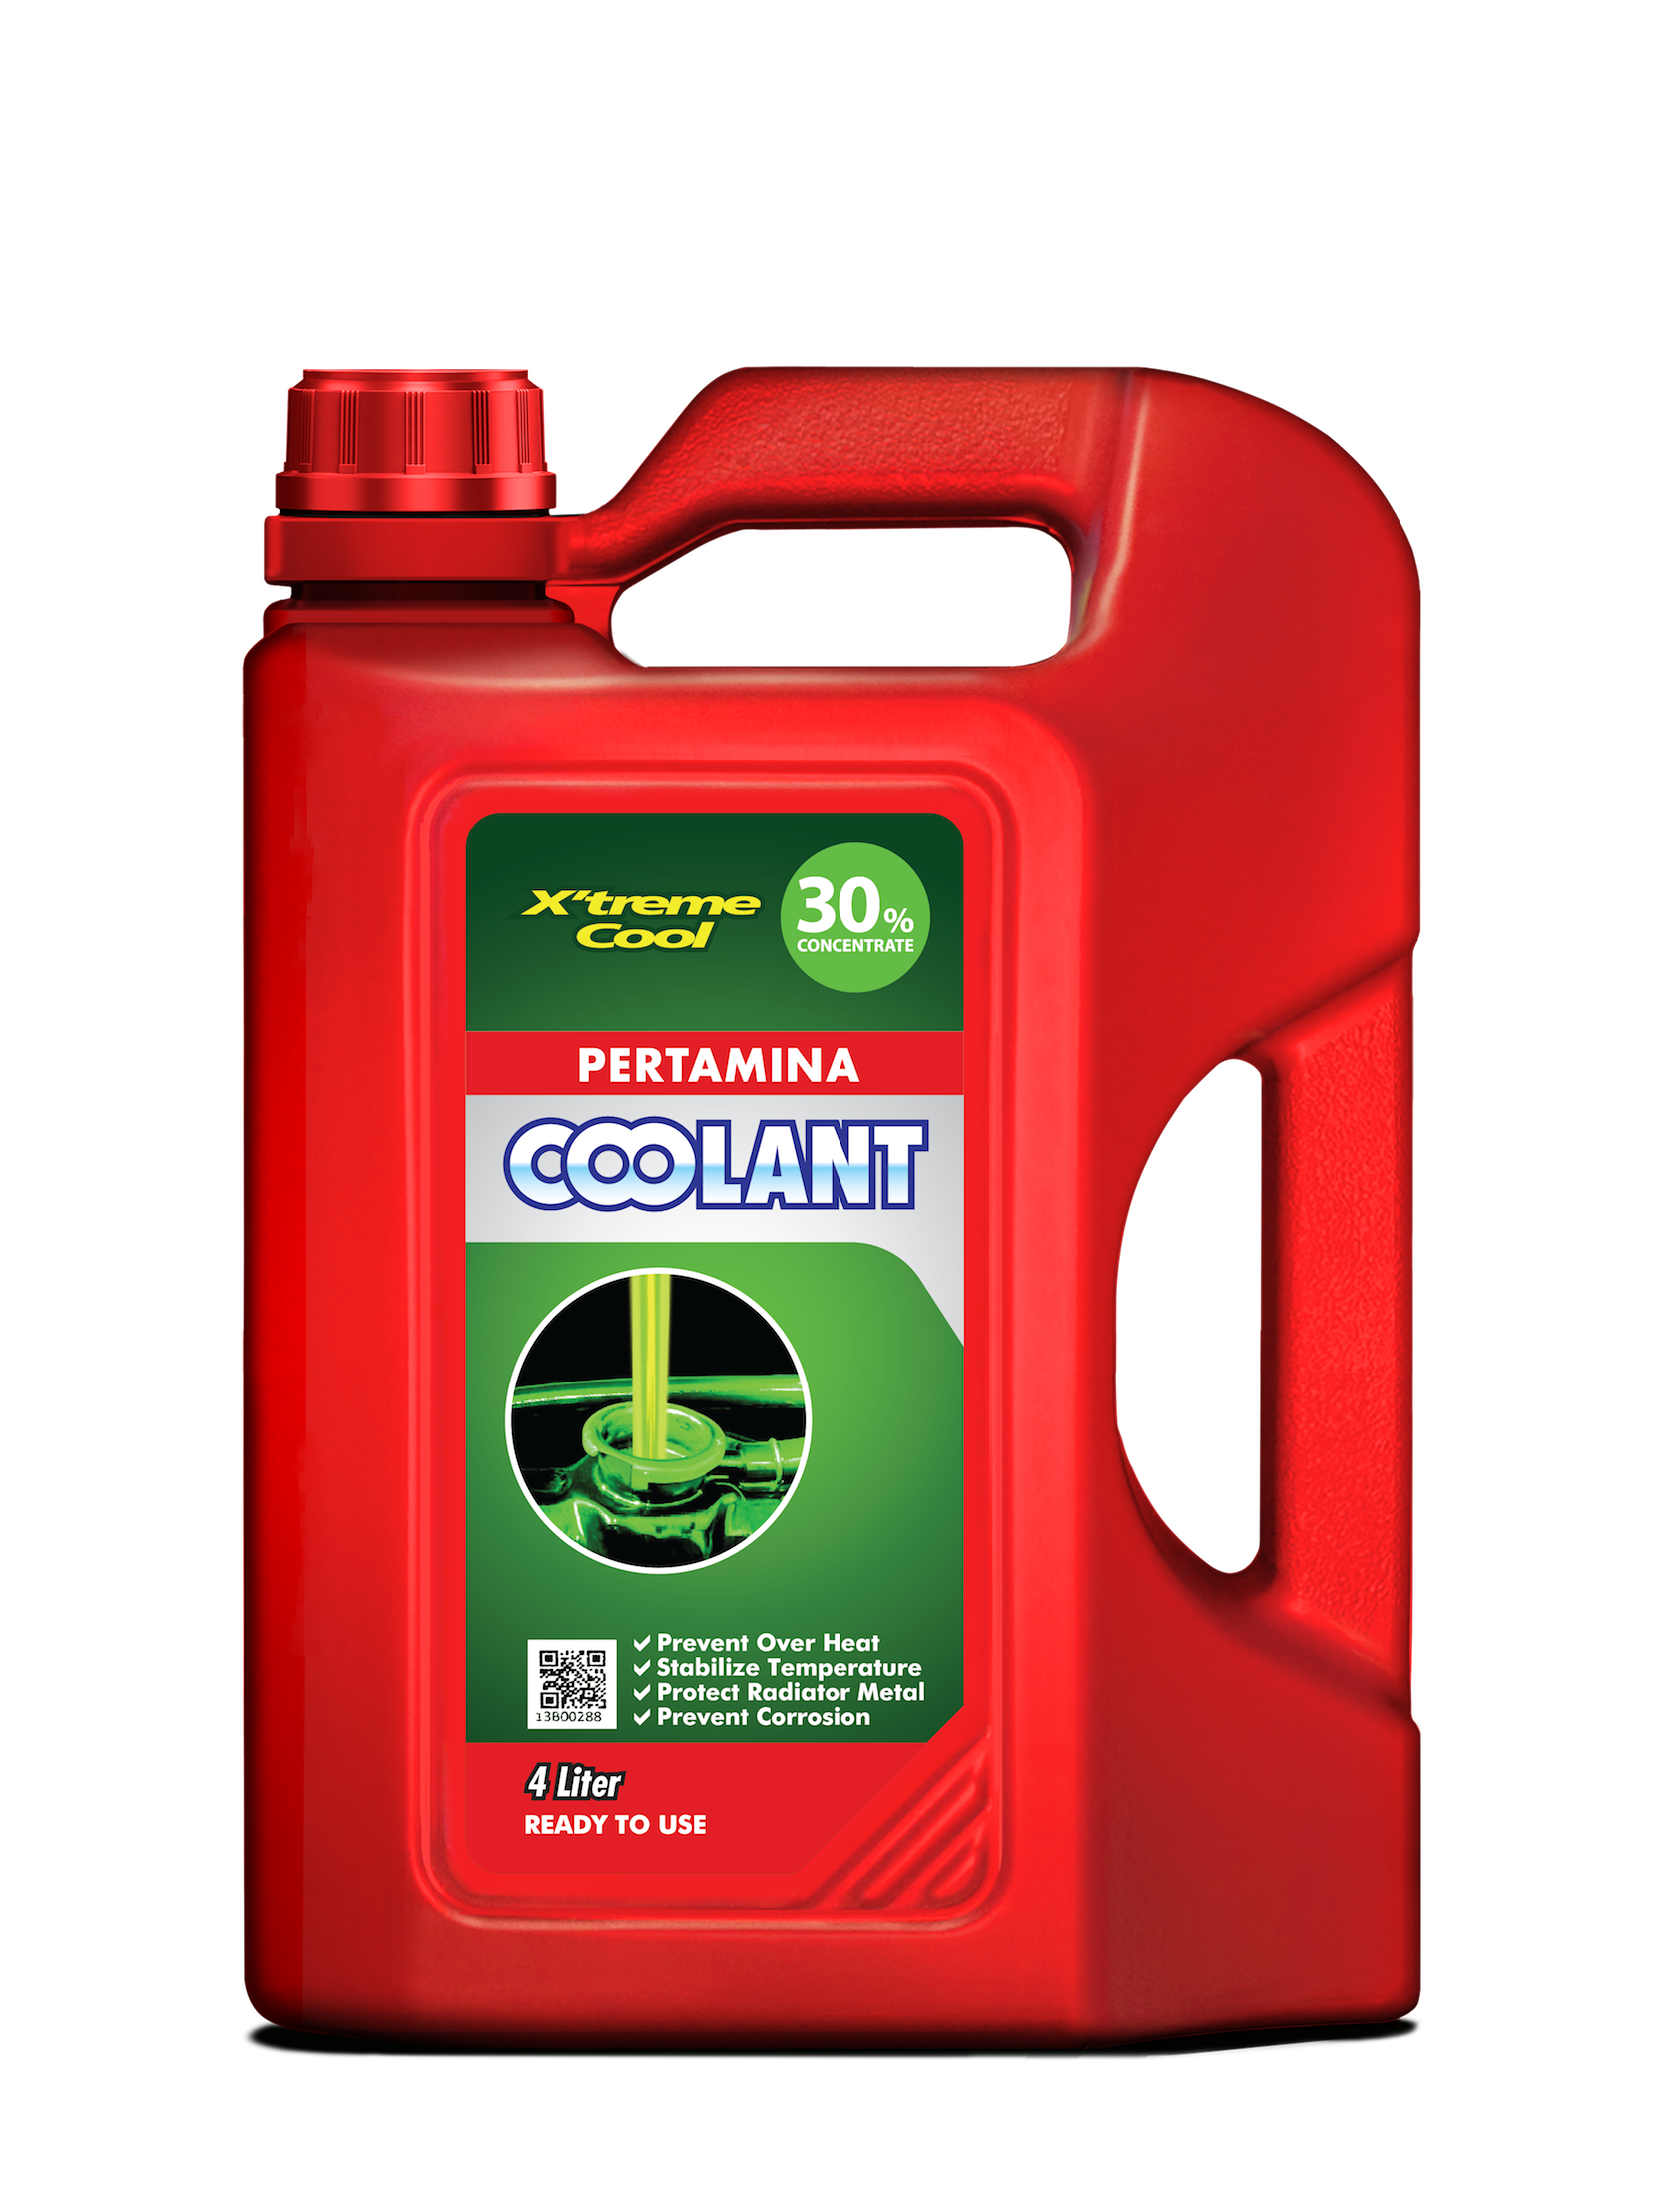 X'treme
Cool
30%
CONCENTRATE
PERTAMINA
COOLANT
Prevent Over Heat
Stabilize Temperature
Protect Radiator Metal
Prevent Corrosion
13B00288
4 Liter
READY TO USE